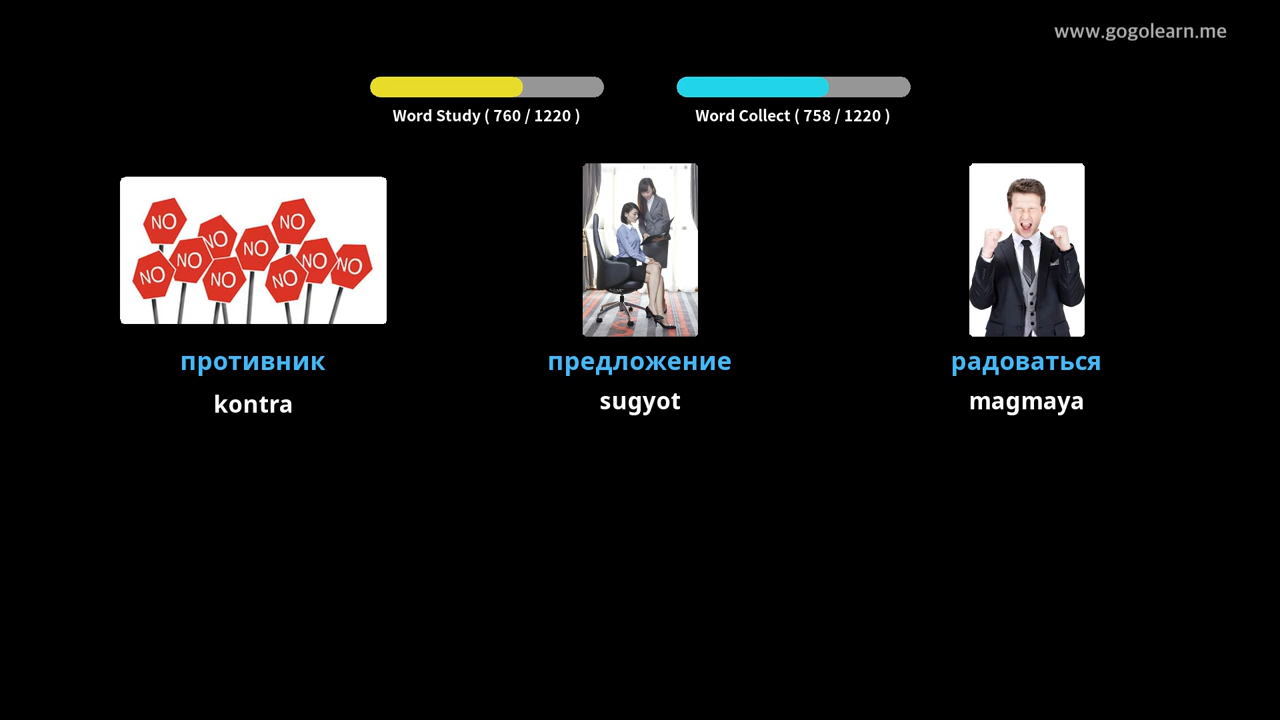 www.gogolearn.me
Word Study ( 760 / 1220 )
Word Collect ( 758 / 1220 )
NO
NO
NO
NO
NO
NO
NO
NO
NO
NO
противник
предложение
радоваться
kontra
sugyot
magmaya